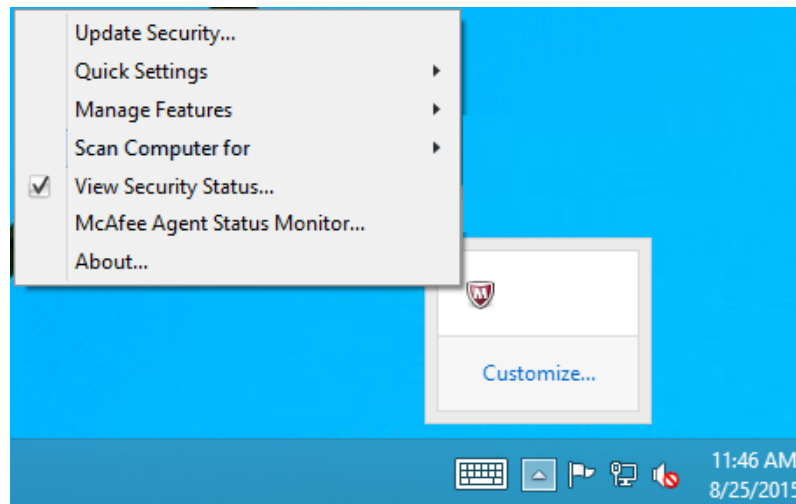 Update Security...
Quick Settings
Manage Features
Scan Computer for
View Security Status...
McAfee Agent Status Monitor...
About...
Customize...
11:46 AM
8/25/2015